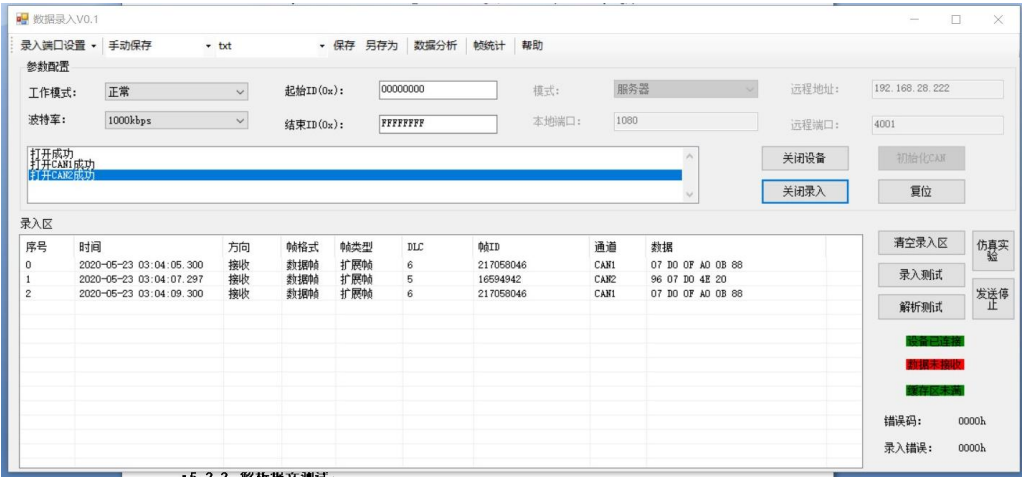 数据录入V0.1
录入端口设置 手动保存 txt 保存 另存为 数据分析 帧统计 帮助
参数配置
工作模式: 正常 起始ID(0x): 00000000 模式: 服务器 远程地址: 192.168.28.222
波特率: 1000kbps 结束ID(0x): FFFFFFFF 本地端口: 1080 远程端口: 4001
打开成功
打开CAN1成功
打开CAN2成功
关闭设备 初始化CAN
关闭录入 复位
录入区
序号 时间 方向 帧格式 帧类型 DLC 帧ID 通道 数据
0 2020-05-23 03:04:05.300 接收 数据帧 扩展帧 6 217058046 CAN1 07 D0 0F A0 0B 88
1 2020-05-23 03:04:07.297 接收 数据帧 扩展帧 5 16594942 CAN2 96 07 D0 4E 20
2 2020-05-23 03:04:09.300 接收 数据帧 扩展帧 6 217058046 CAN1 07 D0 0F A0 0B 88
清空录入区 仿真实验
录入测试
解析测试 发送停止
设备已连接
数据未接收
缓存区未满
错误码: 0000h
录入错误: 0000h